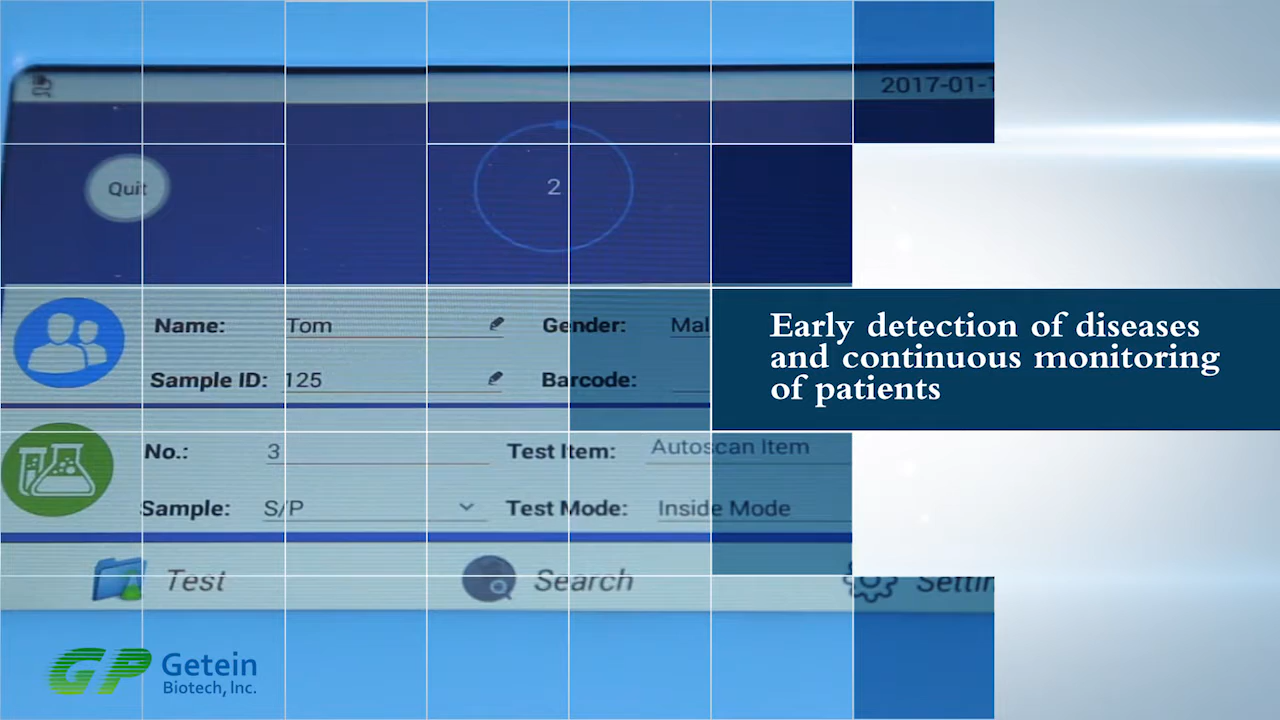 2017-01-1
Quit
2
Name: Tom Gender: Mal
Sample ID: 125 Barcode:
Early detection of diseases
and continuous monitoring
of patients
No.: 3 Test Item: Autoscan Item
Sample: S/P Test Mode: Inside Mode
Test Search Settin
GP Getein
Biotech, Inc.